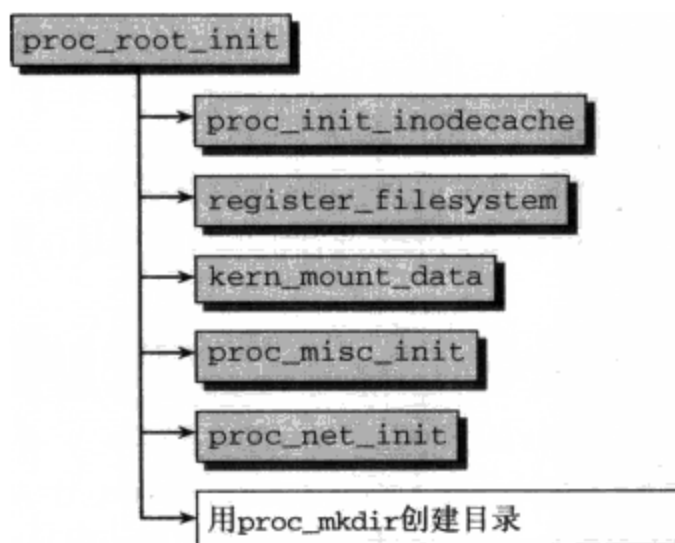 proc_root_init
proc_init_inodecache
register_filesystem
kern_mount_data
proc_misc_init
proc_net_init
用proc_mkdir创建目录